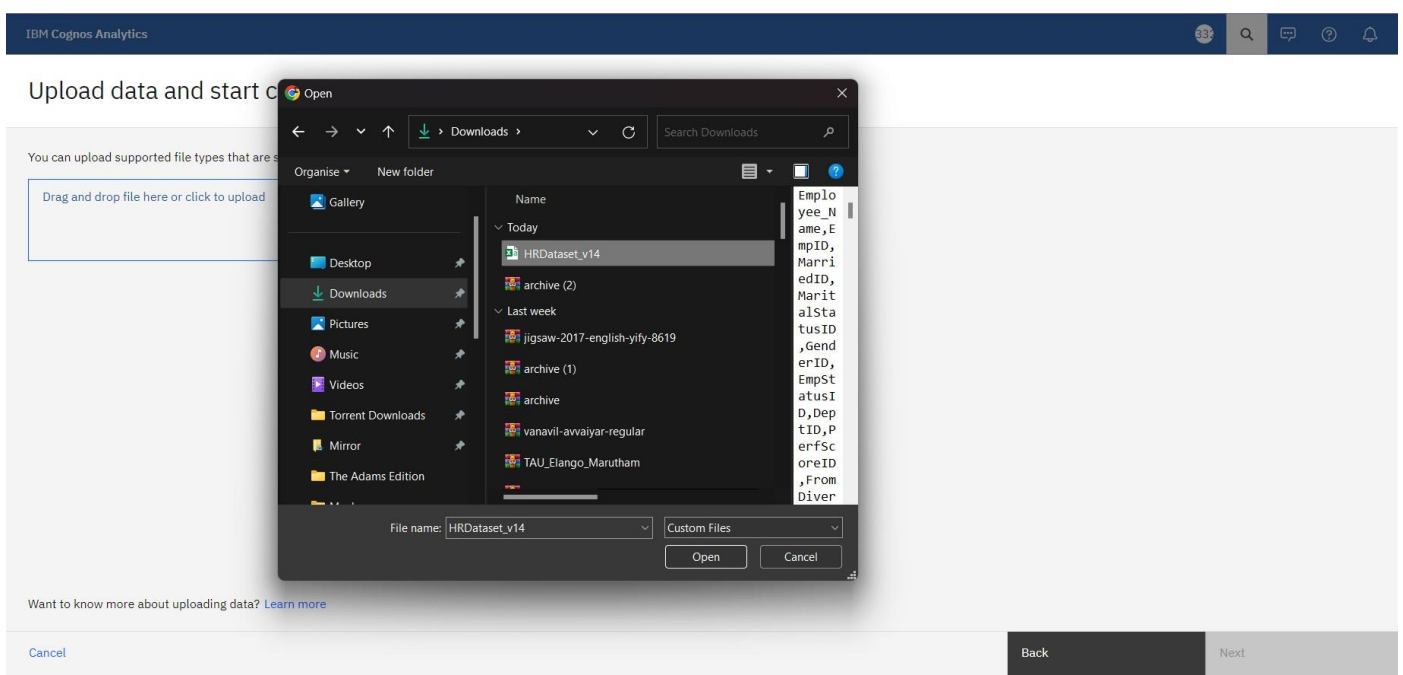 IBM Cognos Analytics
33
Upload data and start c
You can upload supported file types that are s
Drag and drop file here or click to upload
Open
Downloads
Search Downloads
Organise
New folder
Gallery
Desktop
Downloads
Pictures
Music
Videos
Torrent Downloads
Mirror
The Adams Edition
Name
Today
HRDataset_v14
archive (2)
Last week
jigsaw-2017-english-yify-8619
archive (1)
archive
vanavil-avvaiyar-regular
TAU_Elango_Marutham
Emplo
yee_N
ame,E
mpID,
Marri
edID,
Marit
alSta
tusID
,Gend
erID,
EmpSt
atusI
D,Dep
tID,P
erfSc
oreID
,From
Diver
File name: HRDataset_v14
Custom Files
Open
Cancel
Want to know more about uploading data? Learn more
Cancel
Back
Next